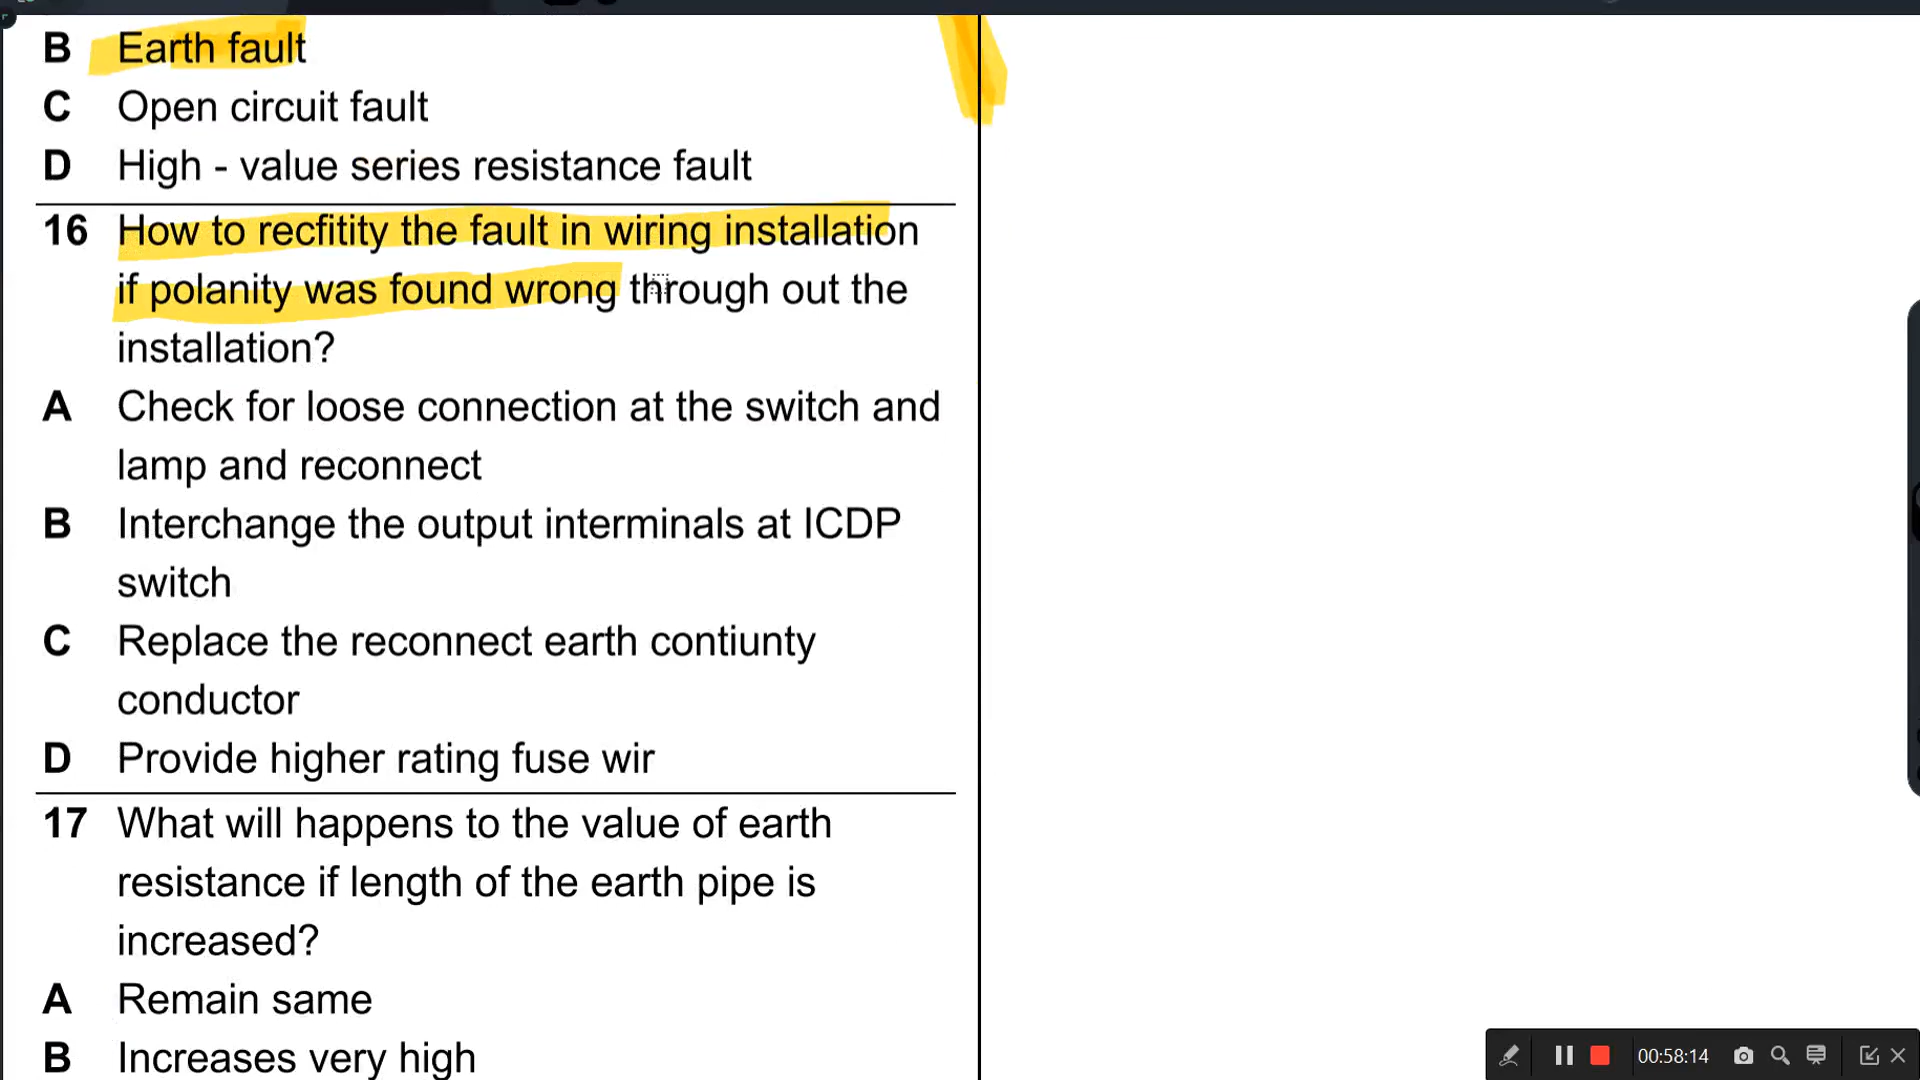 B Earth fault
C Open circuit fault
D High - value series resistance fault
16 How to recfitity the fault in wiring installation
if polanity was found wrong through out the
installation?
A Check for loose connection at the switch and
lamp and reconnect
B Interchange the output interminals at ICDP
switch
C Replace the reconnect earth contiunty
conductor
D Provide higher rating fuse wir
17 What will happens to the value of earth
resistance if length of the earth pipe is
increased?
A Remain same
B Increases very high
00:58:14